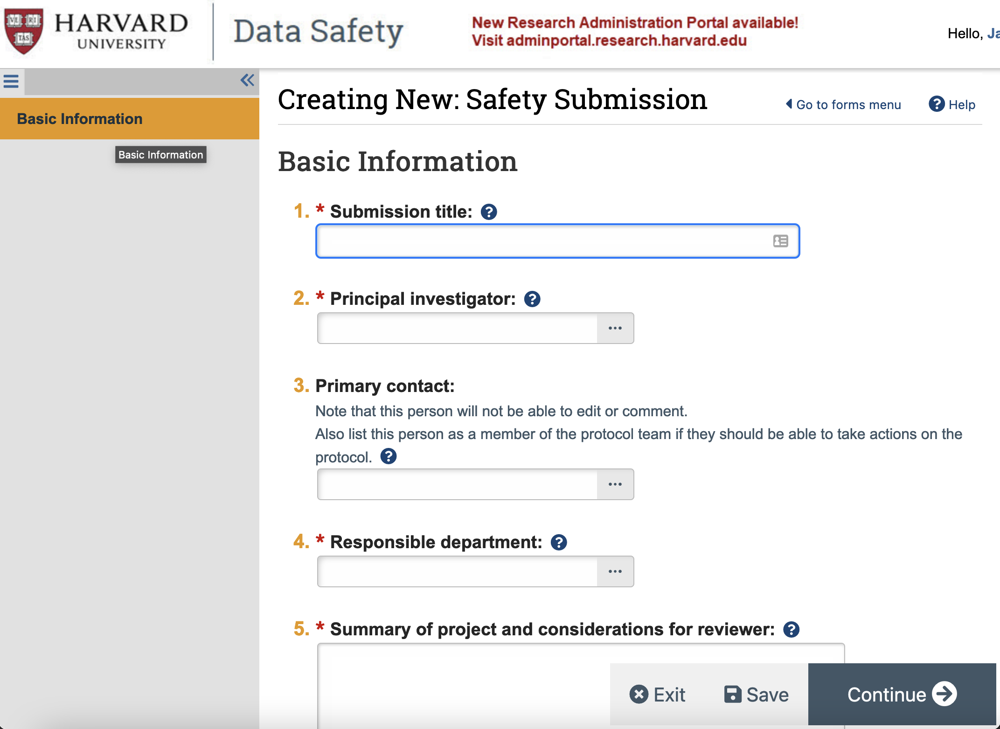 VE RI
TAS
HARVARD
UNIVERSITY
Data Safety
New Research Administration Portal available!
Visit adminportal.research.harvard.edu
Hello, Ja
Basic Information
Basic Information
Creating New: Safety Submission
Go to forms menu
Help
Basic Information
1. * Submission title:
2. * Principal investigator:
...
3. Primary contact:
Note that this person will not be able to edit or comment.
Also list this person as a member of the protocol team if they should be able to take actions on the
protocol.
...
4. * Responsible department:
...
5. * Summary of project and considerations for reviewer:
Exit
Save
Continue